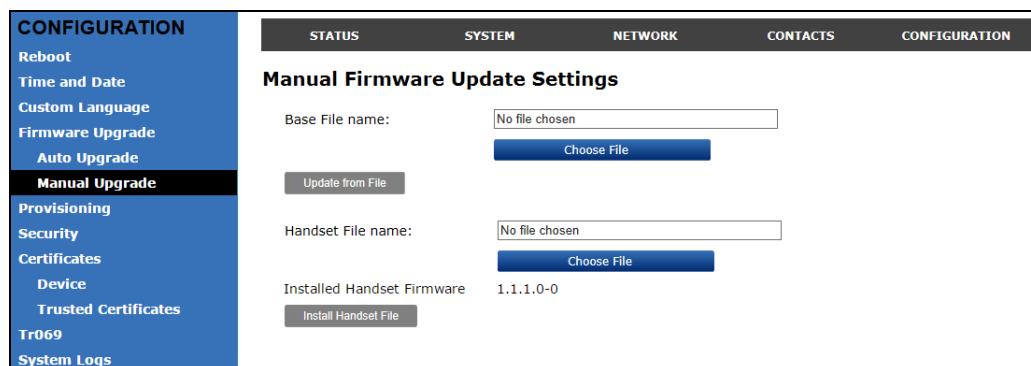 CONFIGURATION
Reboot
Time and Date
Custom Language
Firmware Upgrade
Auto Upgrade
Manual Upgrade
Provisioning
Security
Certificates
Device
Trusted Certificates
Tr069
System Logs
STATUS SYSTEM NETWORK CONTACTS CONFIGURATION
Manual Firmware Update Settings
Base File name: No file chosen
Choose File
Update from File
Handset File name: No file chosen
Choose File
Installed Handset Firmware 1.1.1.0-0
Install Handset File